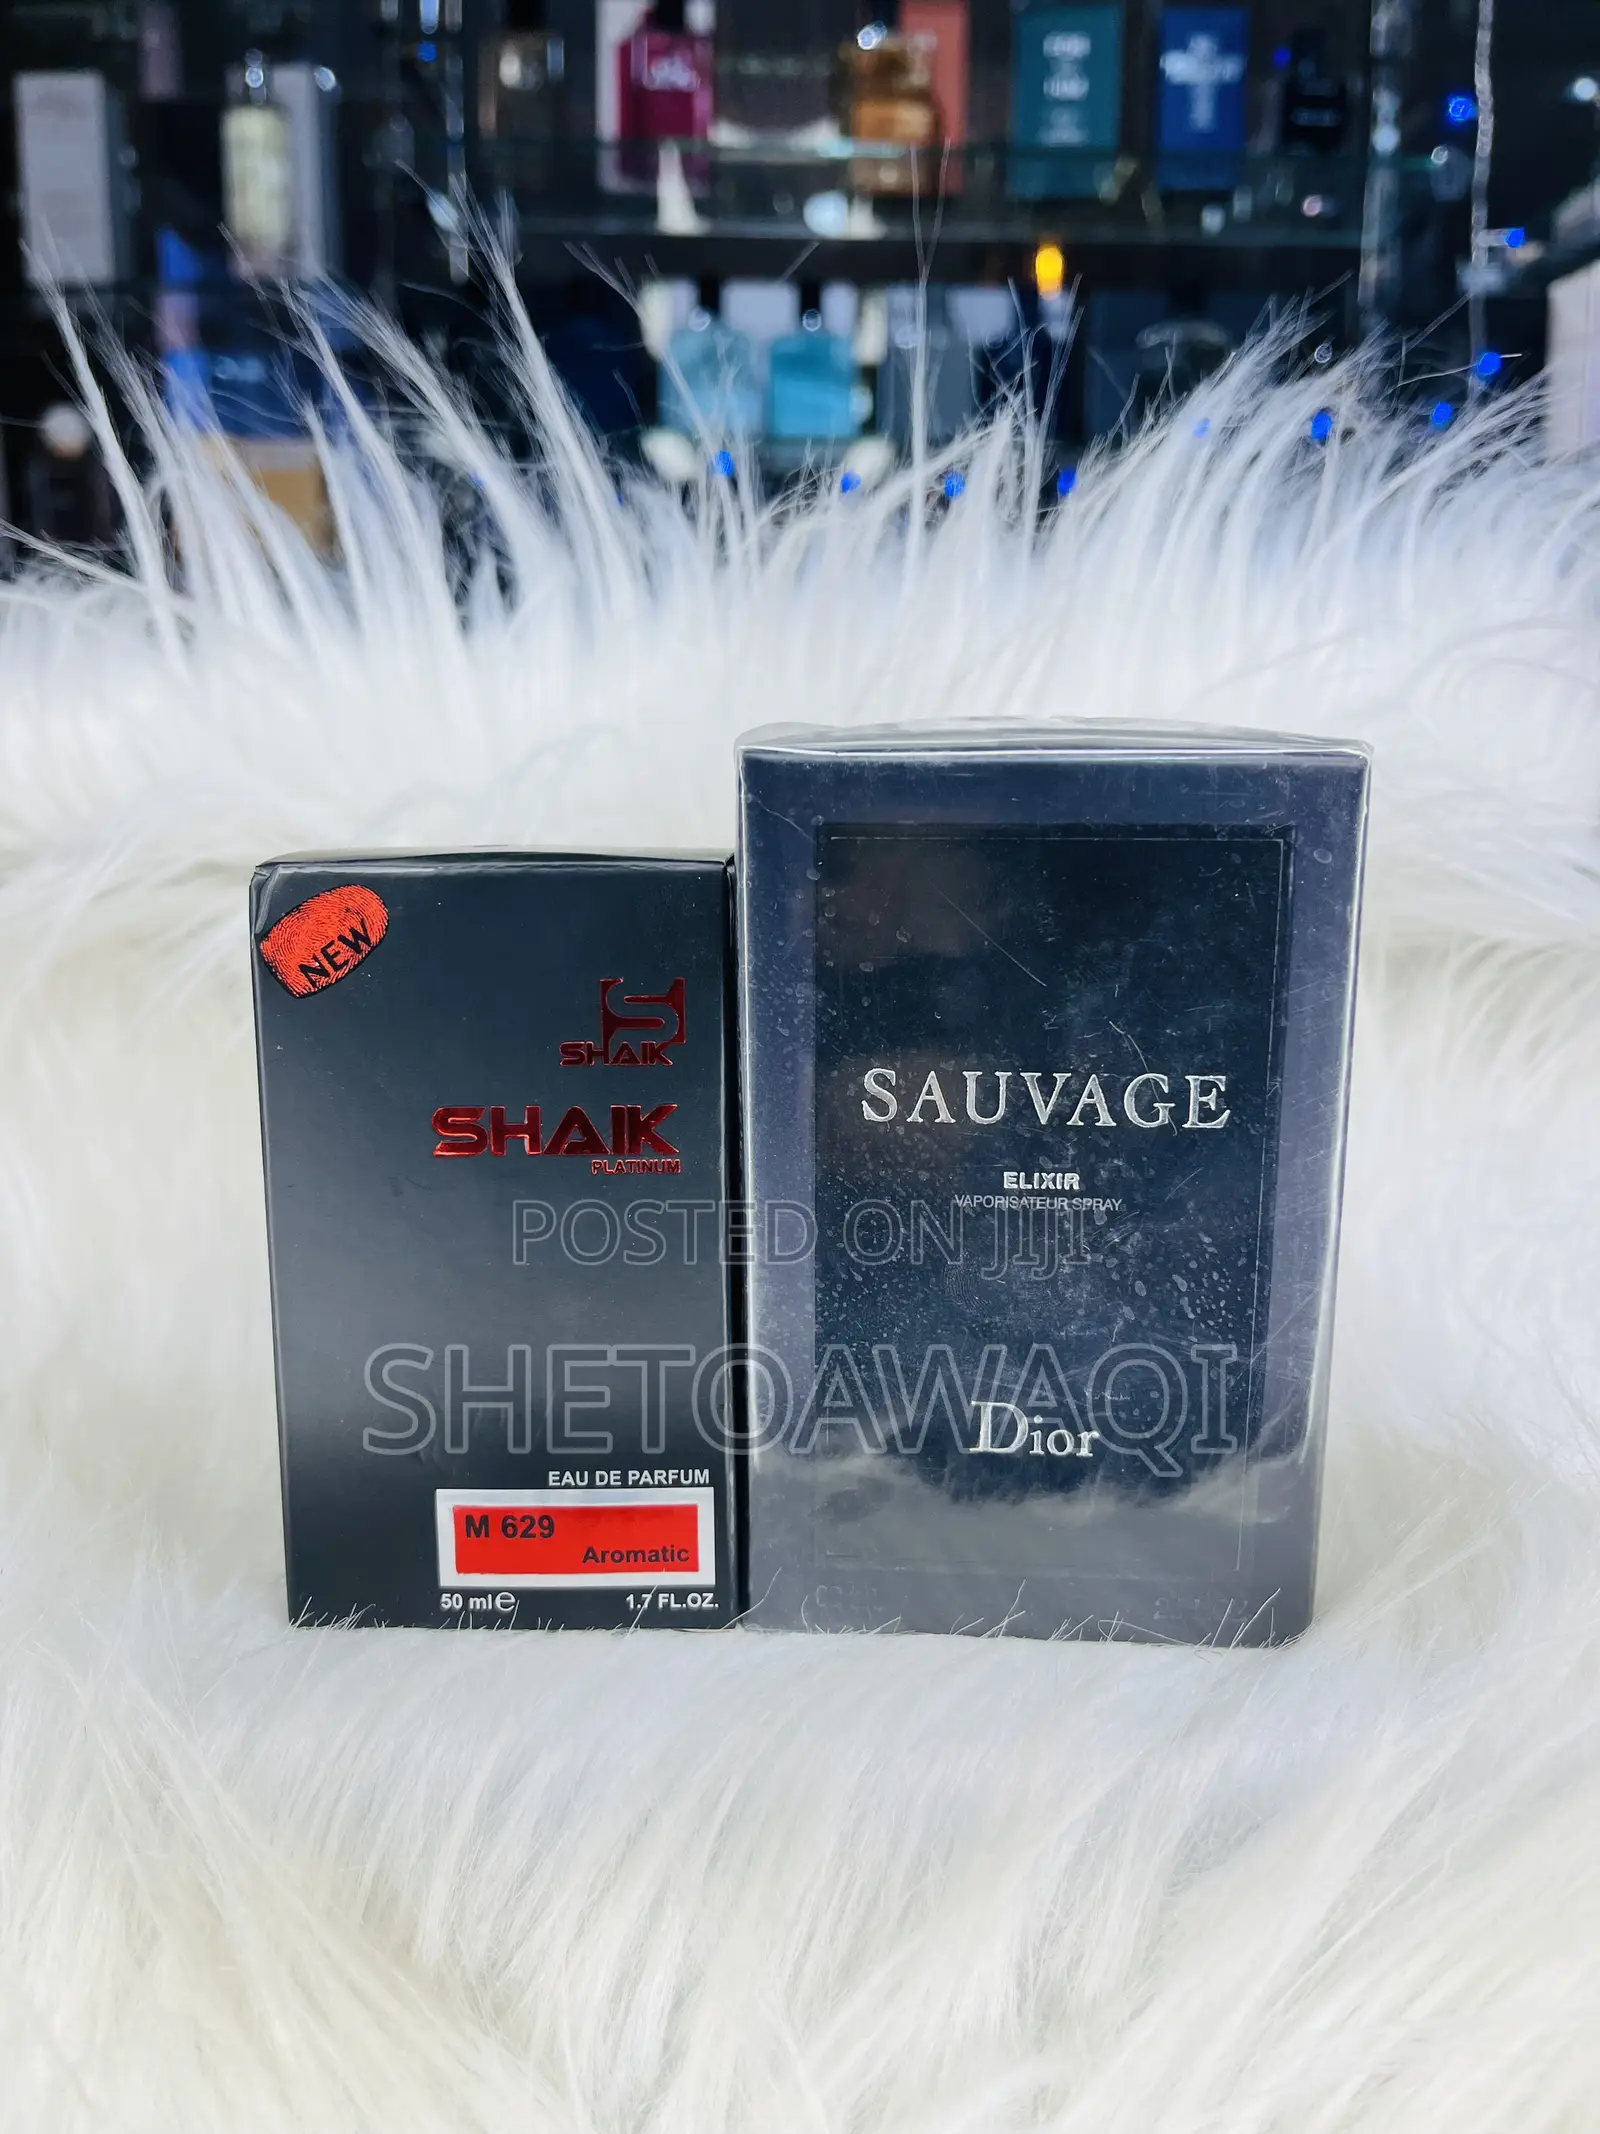 NEW
SHAIK
SHAIK
PLATINUM
EAU DE PARFUM
M 629
Aromatic
50 ml e 1.7 FL.OZ.
SAUVAGE
ELIXIR
VAPORISATEUR SPRAY
Dior
POSTED ON JIJI
SHETOAWAQI